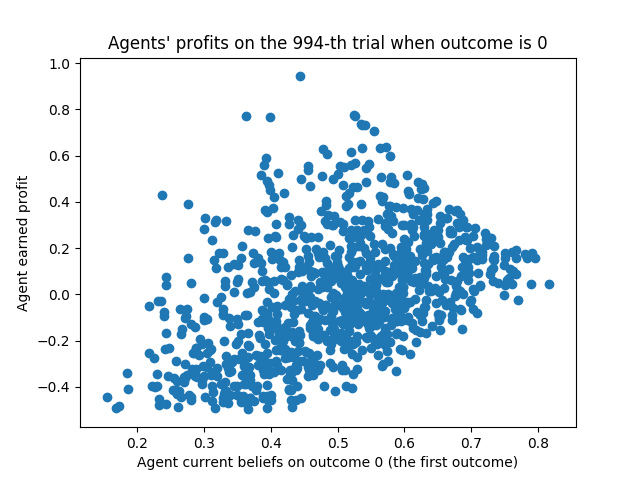 Agents' profits on the 994-th trial when outcome is 0
1.0
0.8
0.6
0.4
0.2
0.0
−0.2
−0.4
Agent earned profit
0.2 0.3 0.4 0.5 0.6 0.7 0.8
Agent current beliefs on outcome 0 (the first outcome)